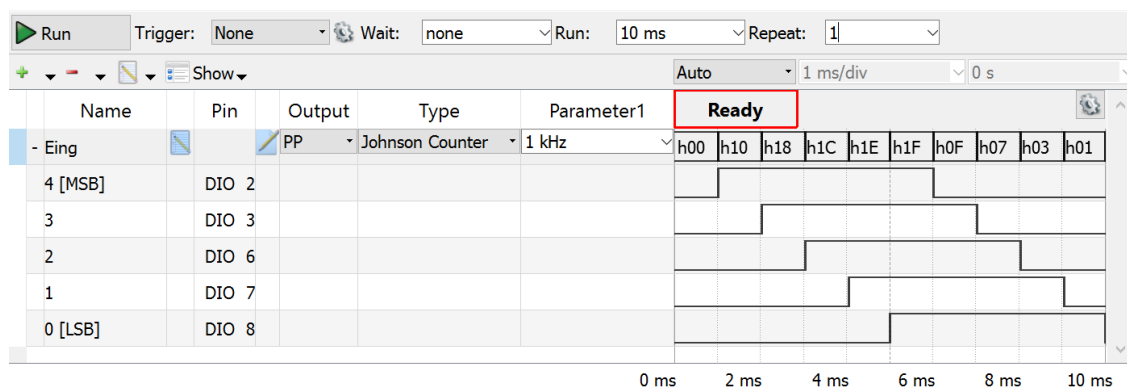 Run Trigger: None Wait: none Run: 10 ms Repeat: 1
Show Auto 1 ms/div 0 s
Name Pin Output Type Parameter1 Ready
- Eing PP Johnson Counter 1 kHz h00 h10 h18 h1C h1E h1F h0F h07 h03 h01
4 [MSB] DIO 2
3 DIO 3
2 DIO 6
1 DIO 7
0 [LSB] DIO 8
0 ms 2 ms 4 ms 6 ms 8 ms 10 ms